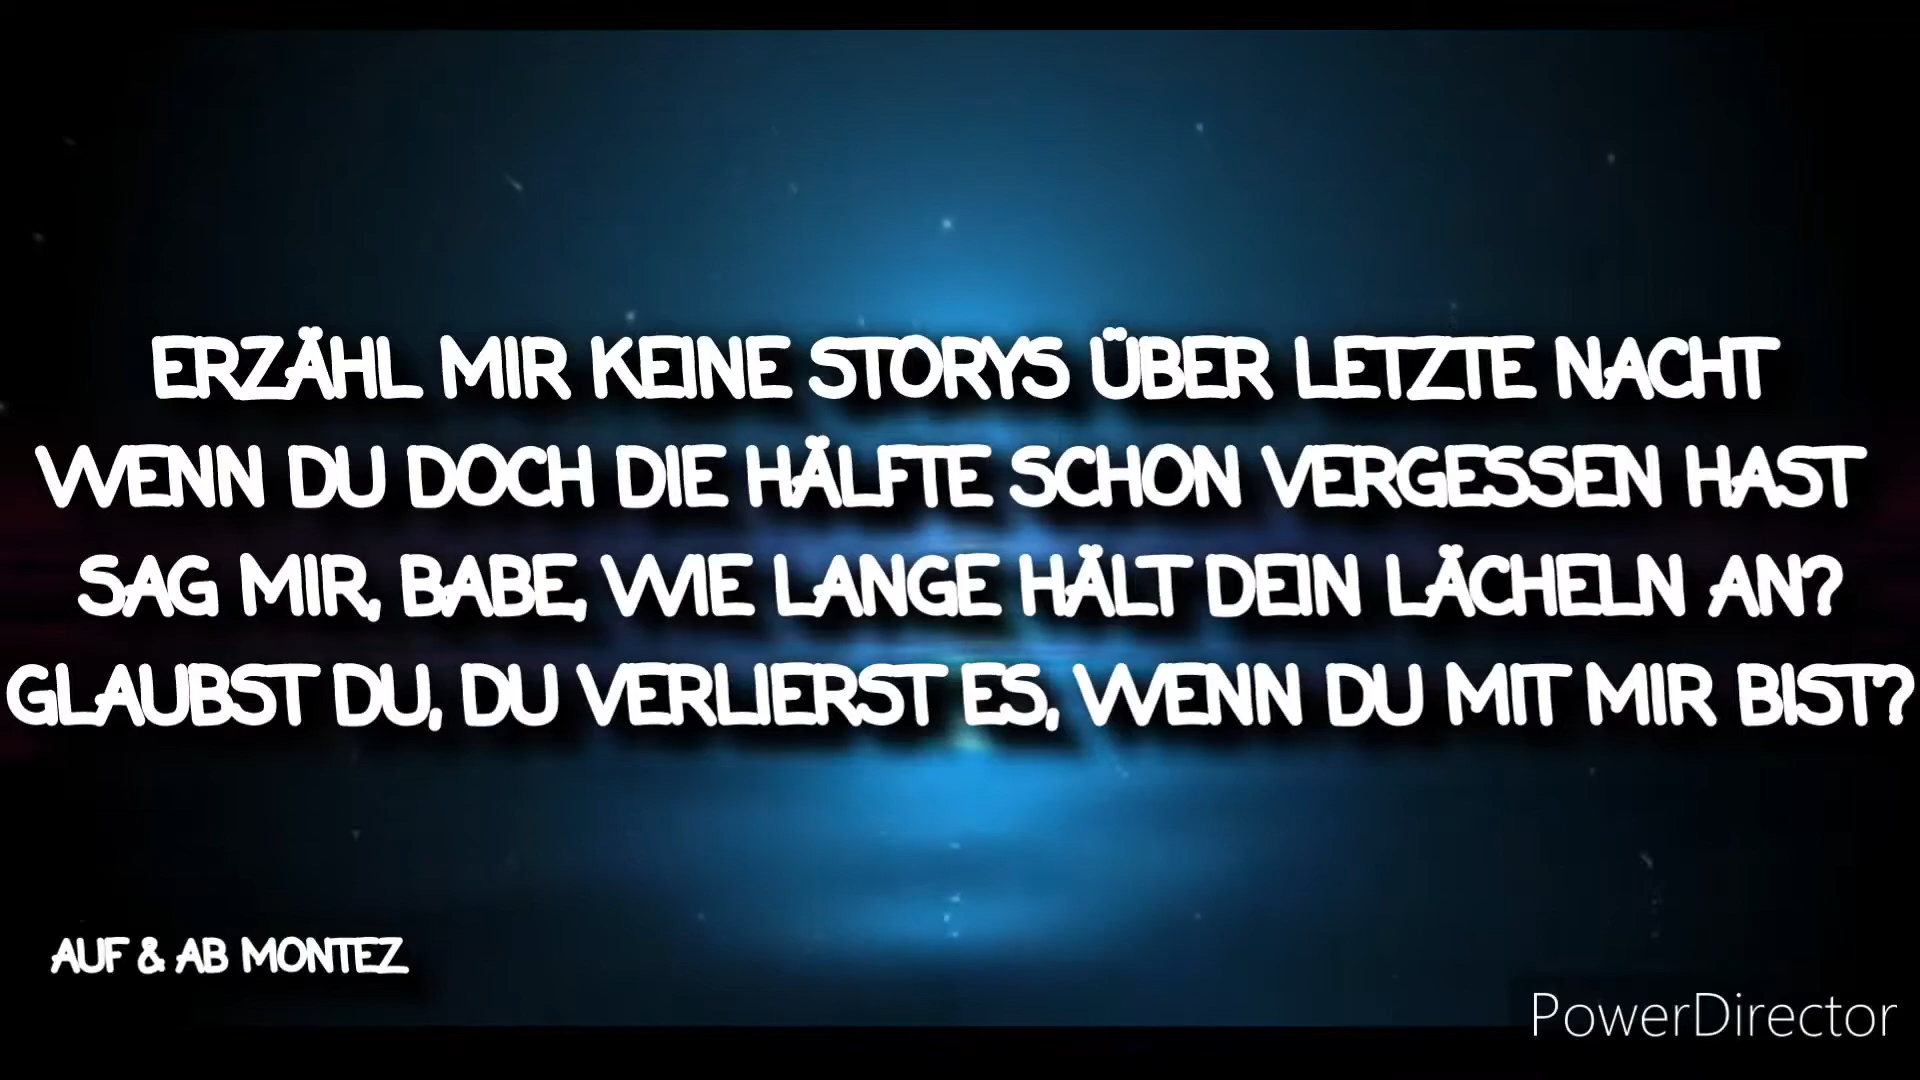 ERZÄHL MIR KEINE STORYS ÜBER LETZTE NACHT
WENN DU DOCH DIE HÄLFTE SCHON VERGESSEN HAST
SAG MIR, BABE, WIE LANGE HÄLT DEIN LÄCHELN AN?
GLAUBST DU, DU VERLIERST ES, WENN DU MIT MIR BIST?
AUF & AB MONTEZ
PowerDirector